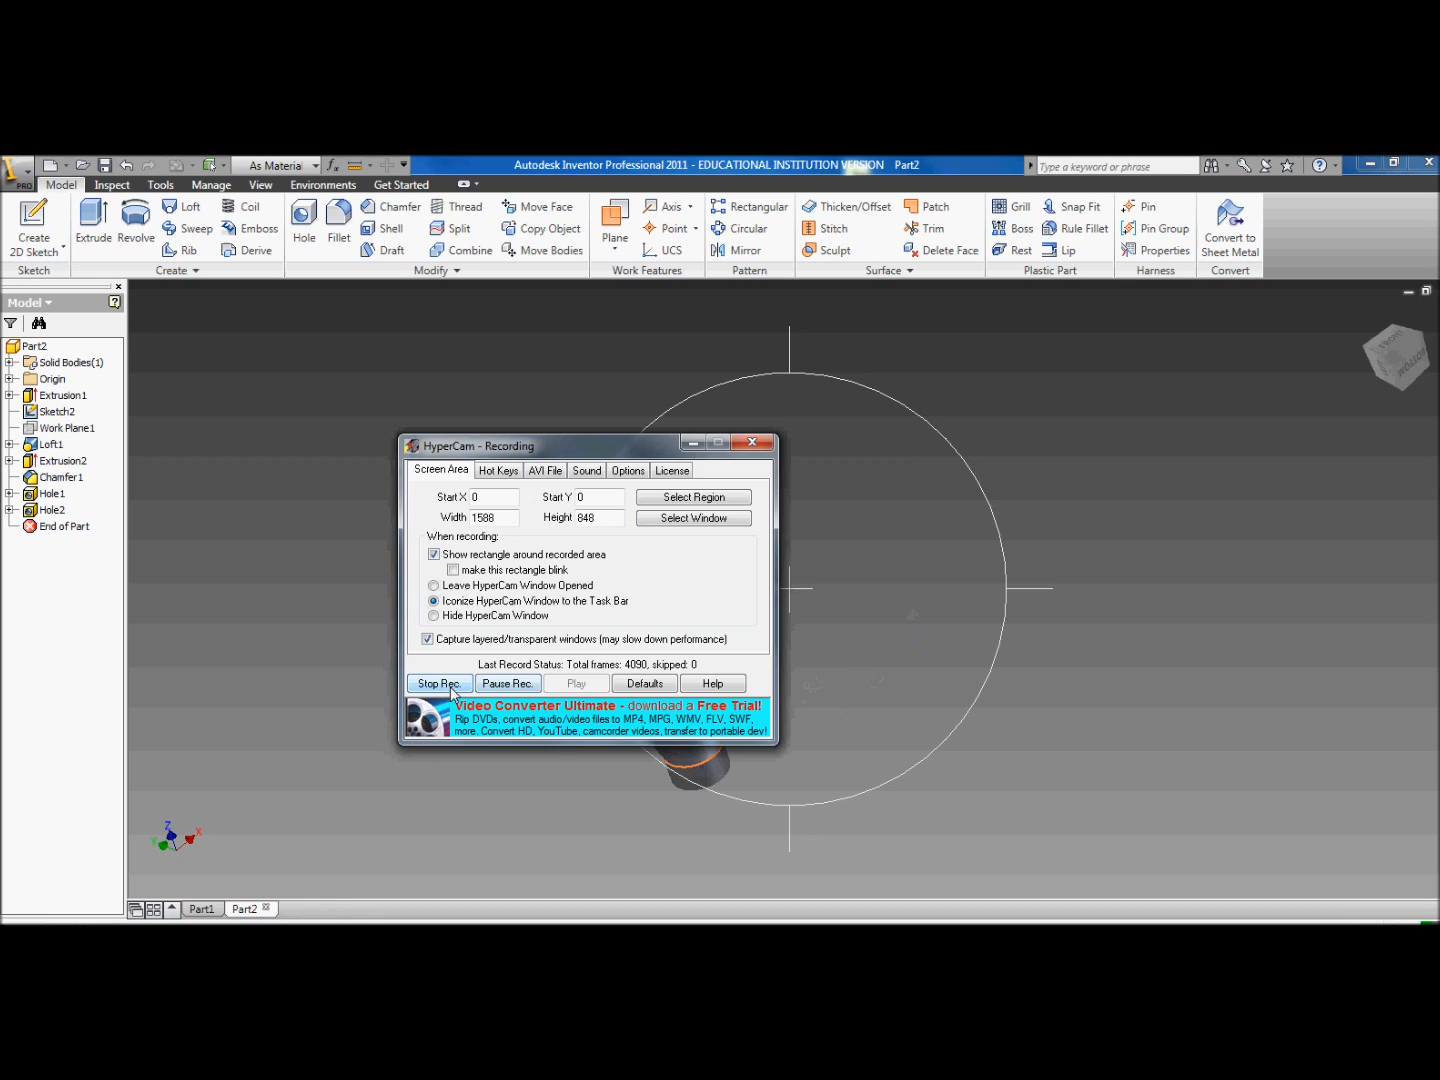 As Material
Autodesk Inventor Professional 2011 - EDUCATIONAL INSTITUTION VERSION Part2
Type a keyword or phrase
PRO
Model Inspect Tools Manage View Environments Get Started
Create
2D Sketch
Extrude
Revolve
Loft
Sweep
Rib
Coil
Emboss
Derive
Hole
Fillet
Chamfer
Shell
Draft
Thread
Split
Combine
Move Face
Copy Object
Move Bodies
Plane
Axis
Point
UCS
Rectangular
Circular
Mirror
Thicken/Offset
Stitch
Sculpt
Patch
Trim
Delete Face
Grill
Boss
Rest
Snap Fit
Rule Fillet
Lip
Pin
Pin Group
Properties
Convert to
Sheet Metal
Sketch Create Modify Work Features Pattern Surface Plastic Part Harness Convert
Model
Part2
Solid Bodies(1)
Origin
Extrusion1
Sketch2
Work Plane1
Loft1
Extrusion2
Chamfer1
Hole1
Hole2
End of Part
FRONT
BOTTOM
HyperCam - Recording
Screen Area Hot Keys AVI File Sound Options License
Start X 0 Start Y 0 Select Region
Width 1588 Height 848 Select Window
When recording:
Show rectangle around recorded area
make this rectangle blink
Leave HyperCam Window Opened
Iconize HyperCam Window to the Task Bar
Hide HyperCam Window
Capture layered/transparent windows (may slow down performance)
Last Record Status: Total frames: 4090, skipped: 0
Stop Rec. Pause Rec. Play Defaults Help
Video Converter Ultimate - download a Free Trial!
Rip DVDs, convert audio/video files to MP4, MPG, WMV, FLV, SWF,
more. Convert HD, YouTube, camcorder videos, transfer to portable dev!
Z
X
Y
Part1 Part2